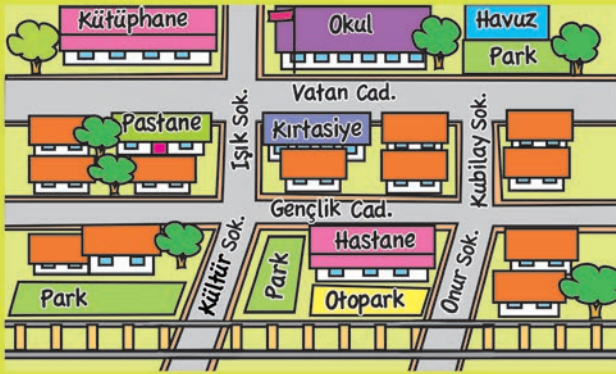 Kütüphane
Okul
Havuz
Park
Vatan Cad.
Pastane
Işık Sok.
Kırtasiye
Kubilay Sok.
Gençlik Cad.
Kültür Sok.
Park
Hastane
Onur Sok.
Park
Otopark